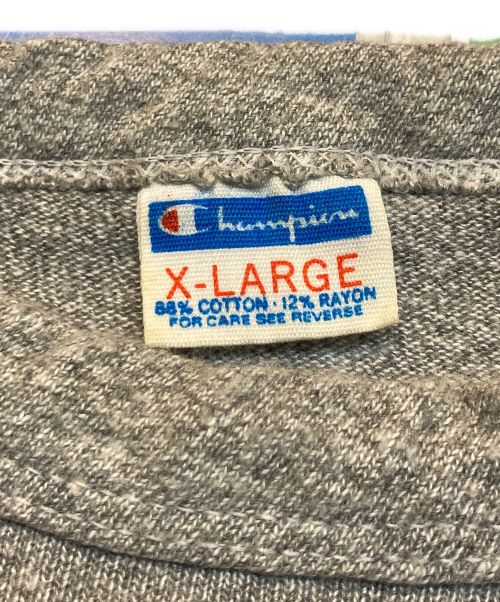 Champion
X-LARGE
88% COTTON · 12% RAYON
FOR CARE SEE REVERSE